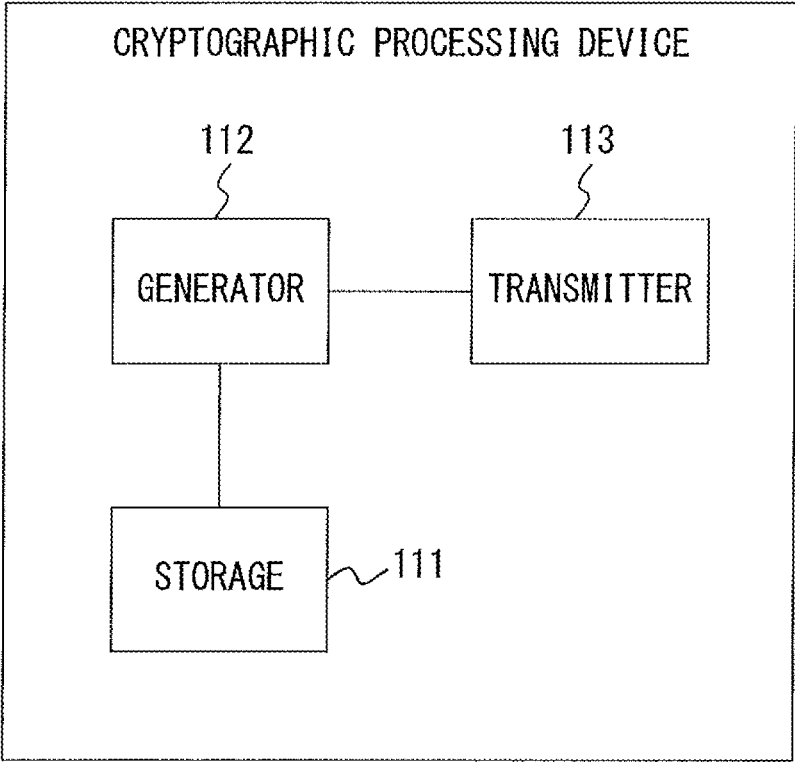 CRYPTOGRAPHIC PROCESSING DEVICE
112
113
GENERATOR
TRANSMITTER
STORAGE
111